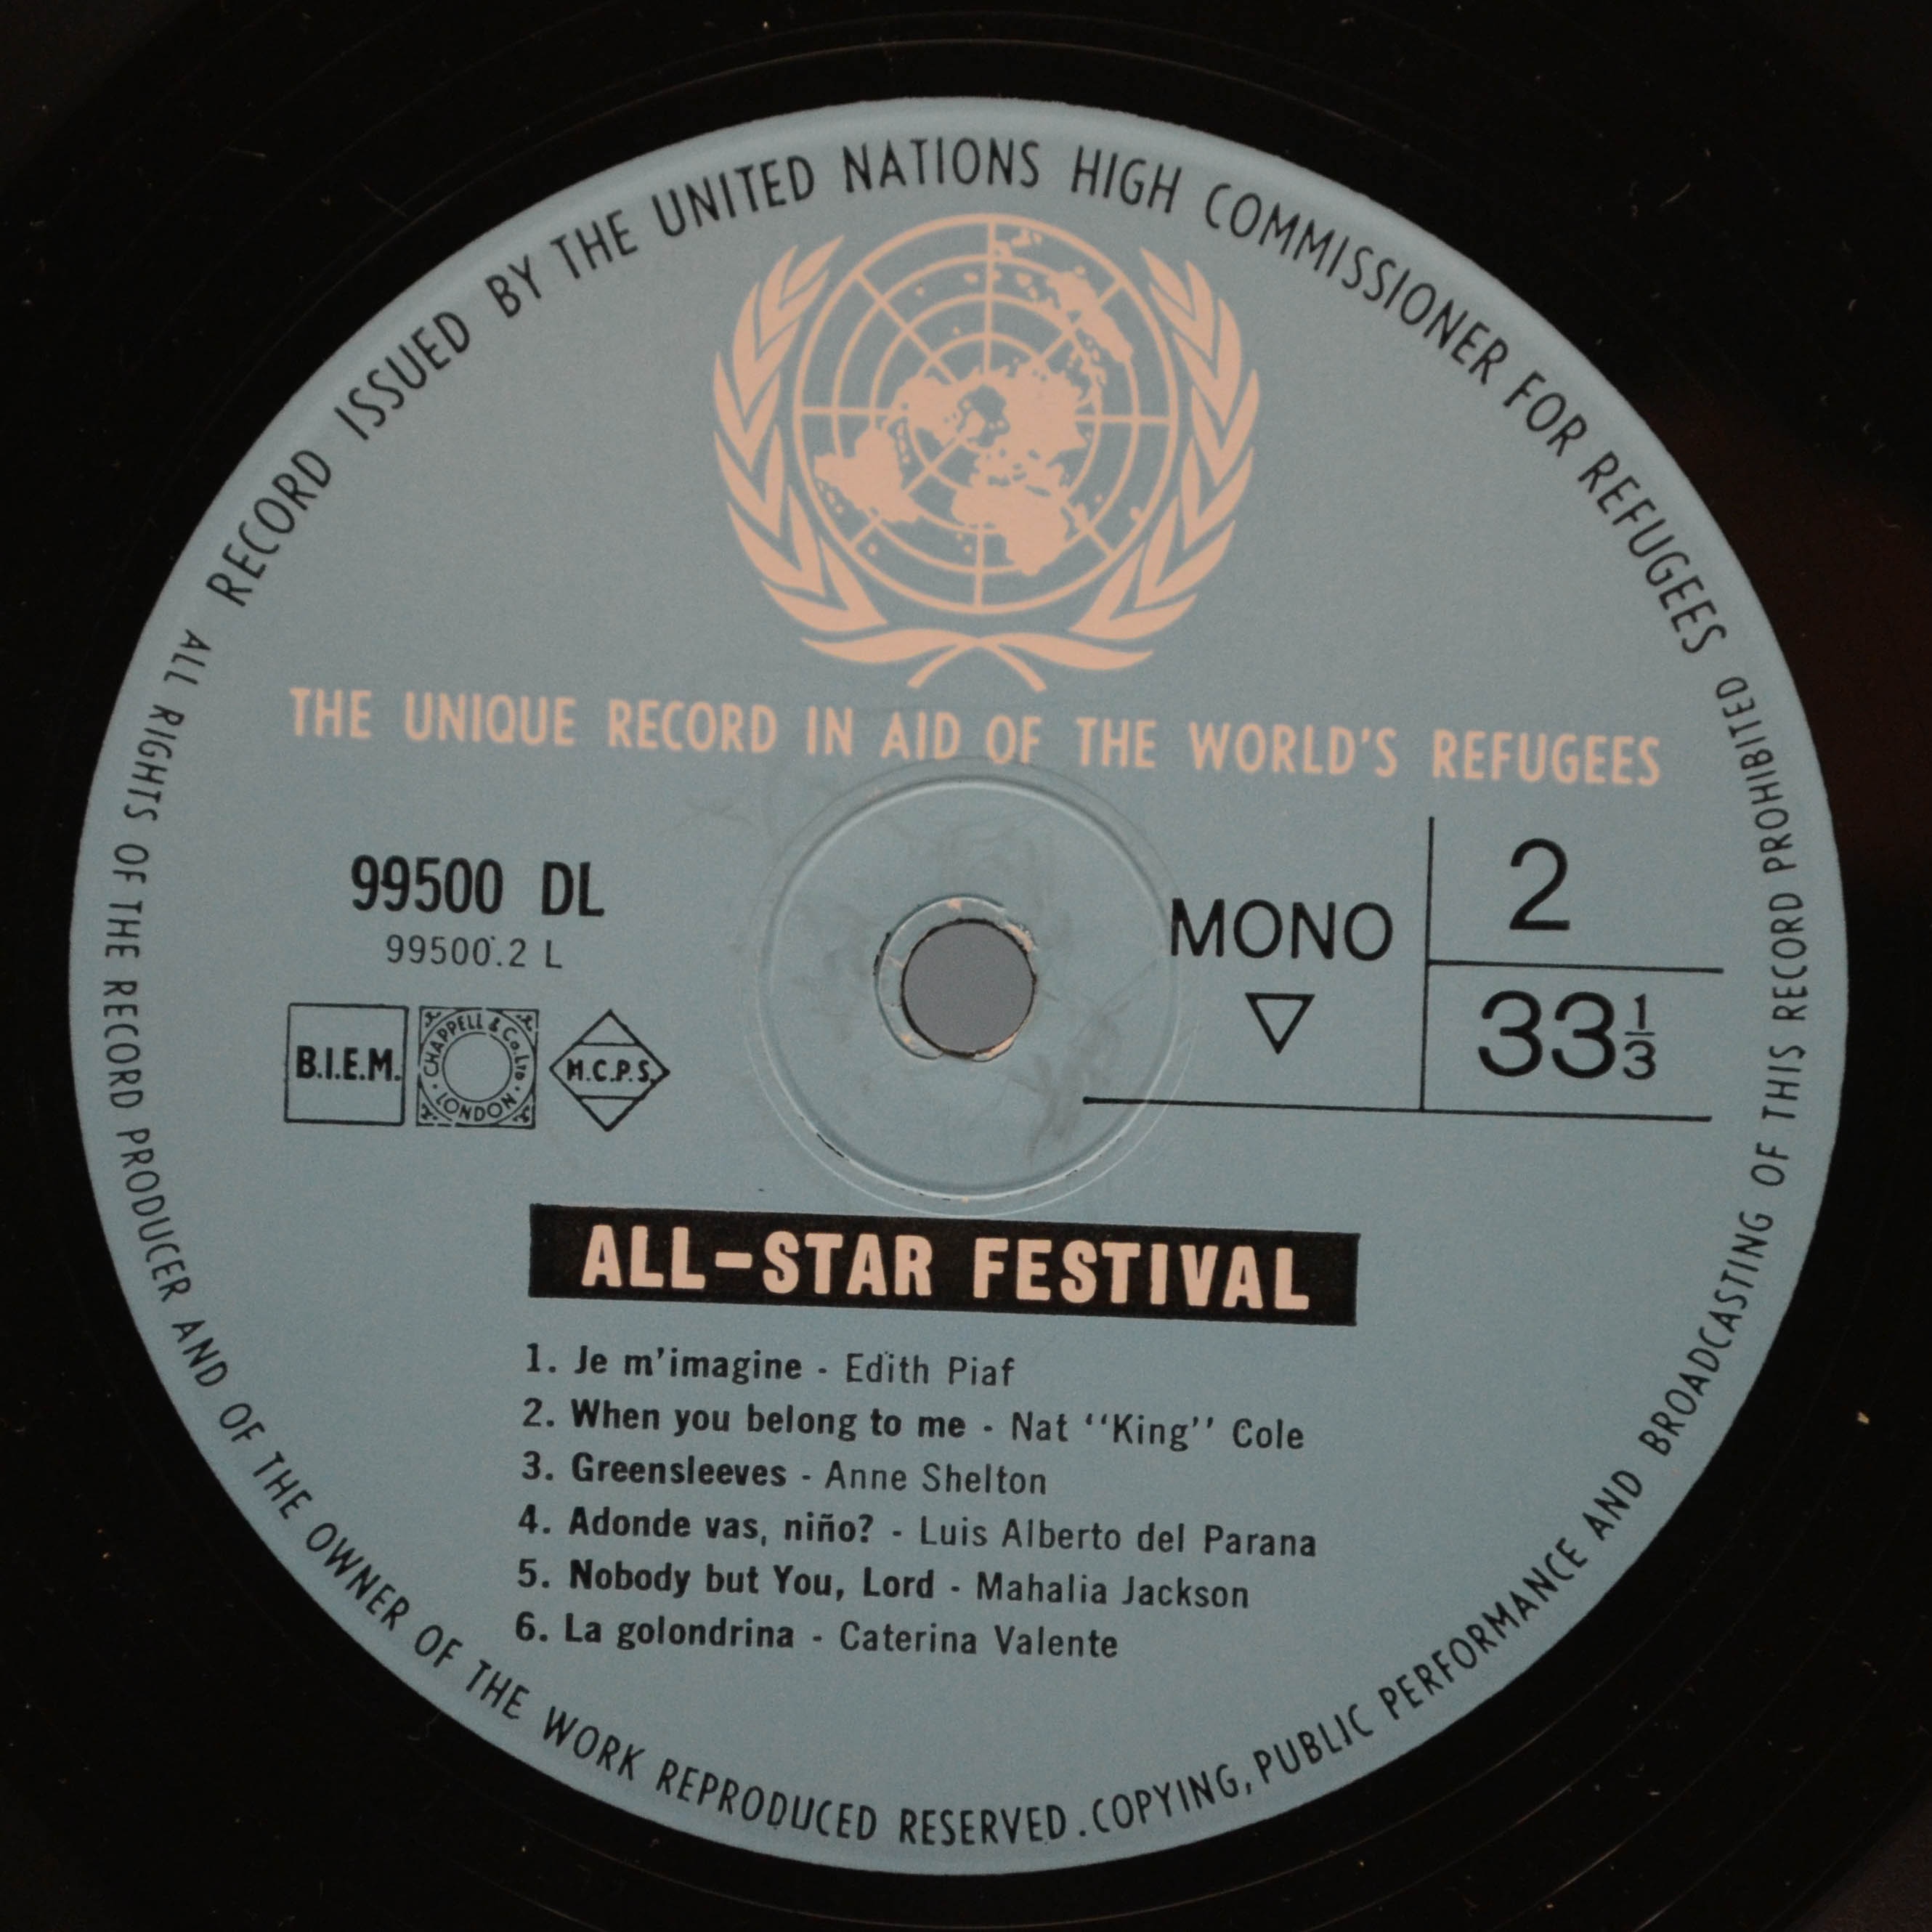 RECORD ISSUED BY THE UNITED NATIONS HIGH COMMISSIONER FOR REFUGEES
THE UNIQUE RECORD IN AID OF THE WORLD'S REFUGEES
99500 DL
99500.2 L
B.I.E.M.
CHAPPELL & Co. LTD · LONDON ·
M.C.P.S.
MONO
2
33 1/3
ALL-STAR FESTIVAL
1. Je m'imagine - Edith Piaf
2. When you belong to me - Nat ''King'' Cole
3. Greensleeves - Anne Shelton
4. Adonde vas, niño? - Luis Alberto del Parana
5. Nobody but You, Lord - Mahalia Jackson
6. La golondrina - Caterina Valente
ALL RIGHTS OF THE RECORD PRODUCER AND OF THE OWNER OF THE WORK REPRODUCED RESERVED. COPYING, PUBLIC PERFORMANCE AND BROADCASTING OF THIS RECORD PROHIBITED